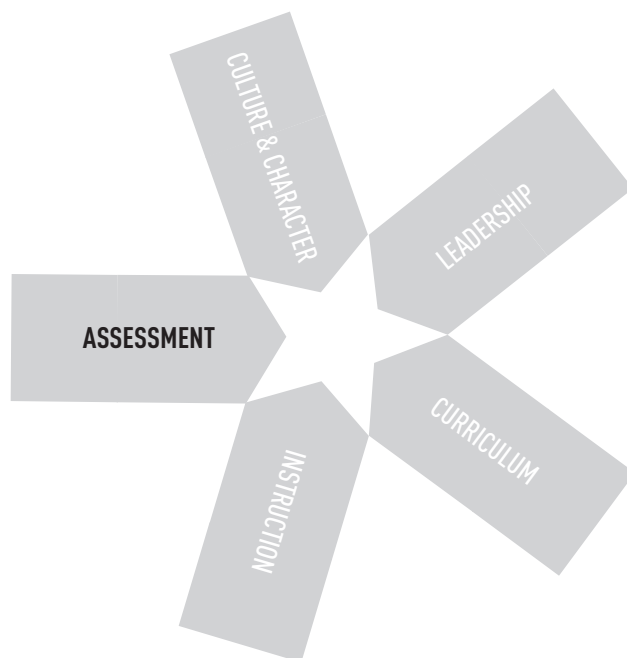 CULTURE & CHARACTER
LEADERSHIP
ASSESSMENT
CURRICULUM
INSTRUCTION